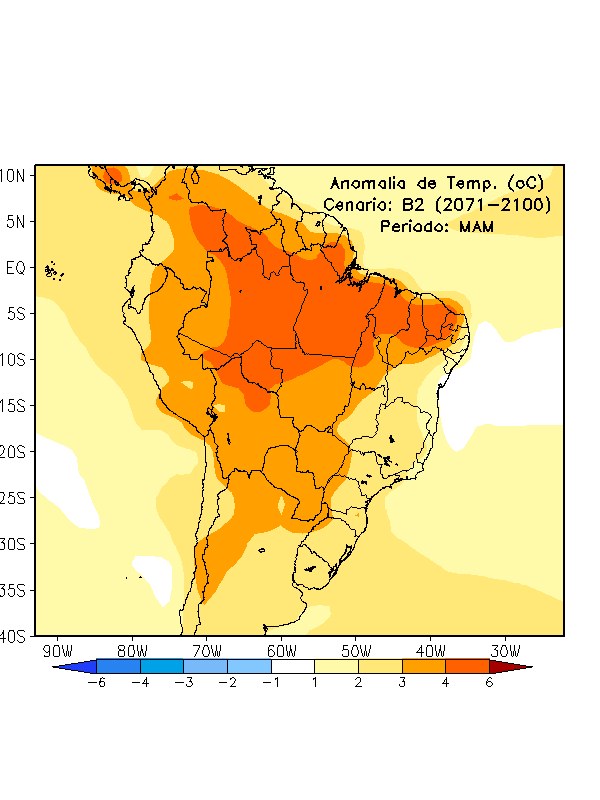 Anomalia de Temp. (oC)
Cenario: B2 (2071-2100)
Periodo: MAM
10N
5N
EQ
5S
10S
15S
20S
25S
30S
35S
40S
90W 80W 70W 60W 50W 40W 30W
-6 -4 -3 -2 -1 1 2 3 4 6